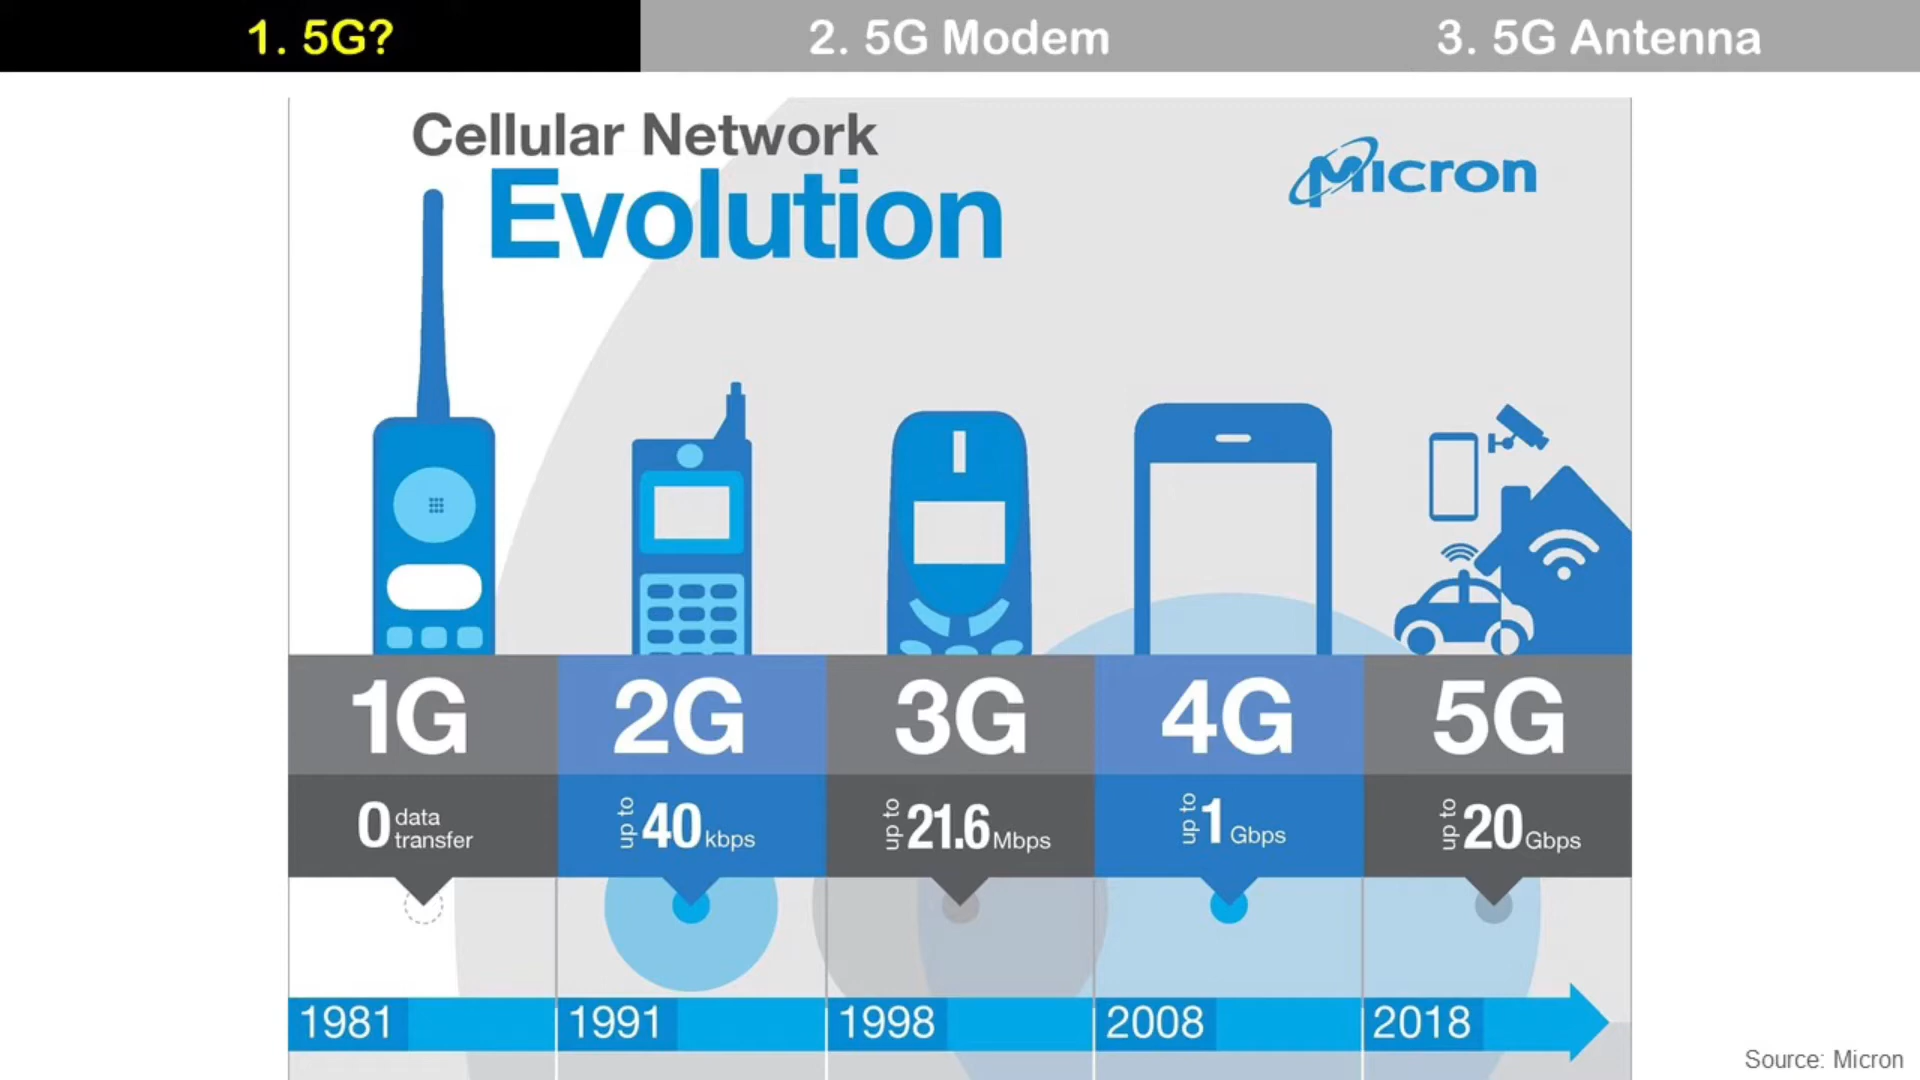 1. 5G?
2. 5G Modem
3. 5G Antenna
Cellular Network
Evolution
Micron
1G
2G
3G
4G
5G
0 data transfer
up to 40 kbps
up to 21.6 Mbps
up to 1 Gbps
up to 20 Gbps
1981
1991
1998
2008
2018
Source: Micron